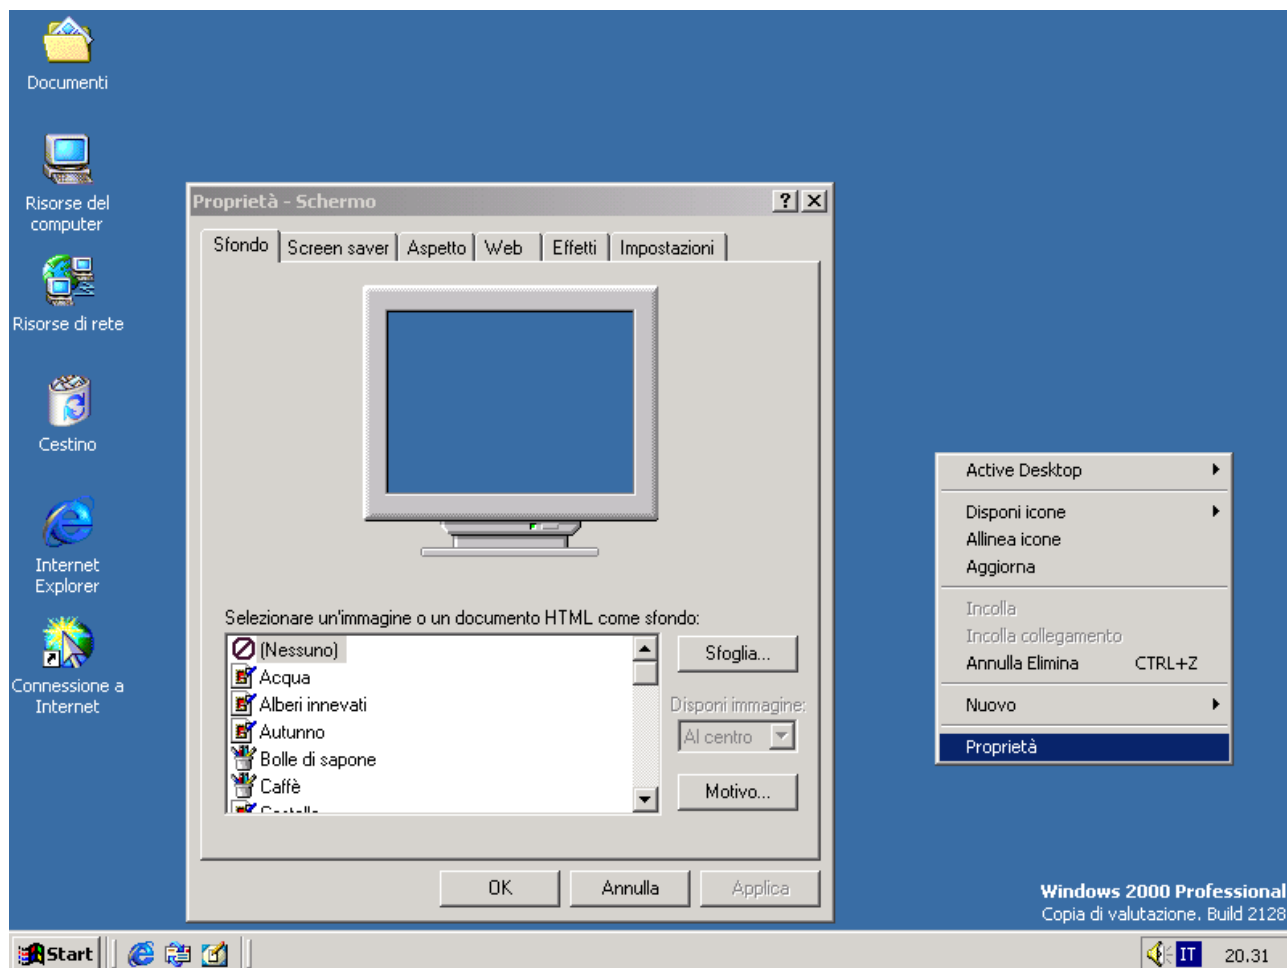 Documenti
Risorse del
computer
Risorse di rete
Cestino
Internet
Explorer
Connessione a
Internet
Proprietà - Schermo
Sfondo
Screen saver
Aspetto
Web
Effetti
Impostazioni
Selezionare un'immagine o un documento HTML come sfondo:
(Nessuno)
Acqua
Alberi innevati
Autunno
Bolle di sapone
Caffè
Sfoglia...
Disponi immagine:
Al centro
Motivo...
OK
Annulla
Applica
Active Desktop
Disponi icone
Allinea icone
Aggiorna
Incolla
Incolla collegamento
Annulla Elimina CTRL+Z
Nuovo
Proprietà
Windows 2000 Professional
Copia di valutazione. Build 2128
Start
IT
20.31